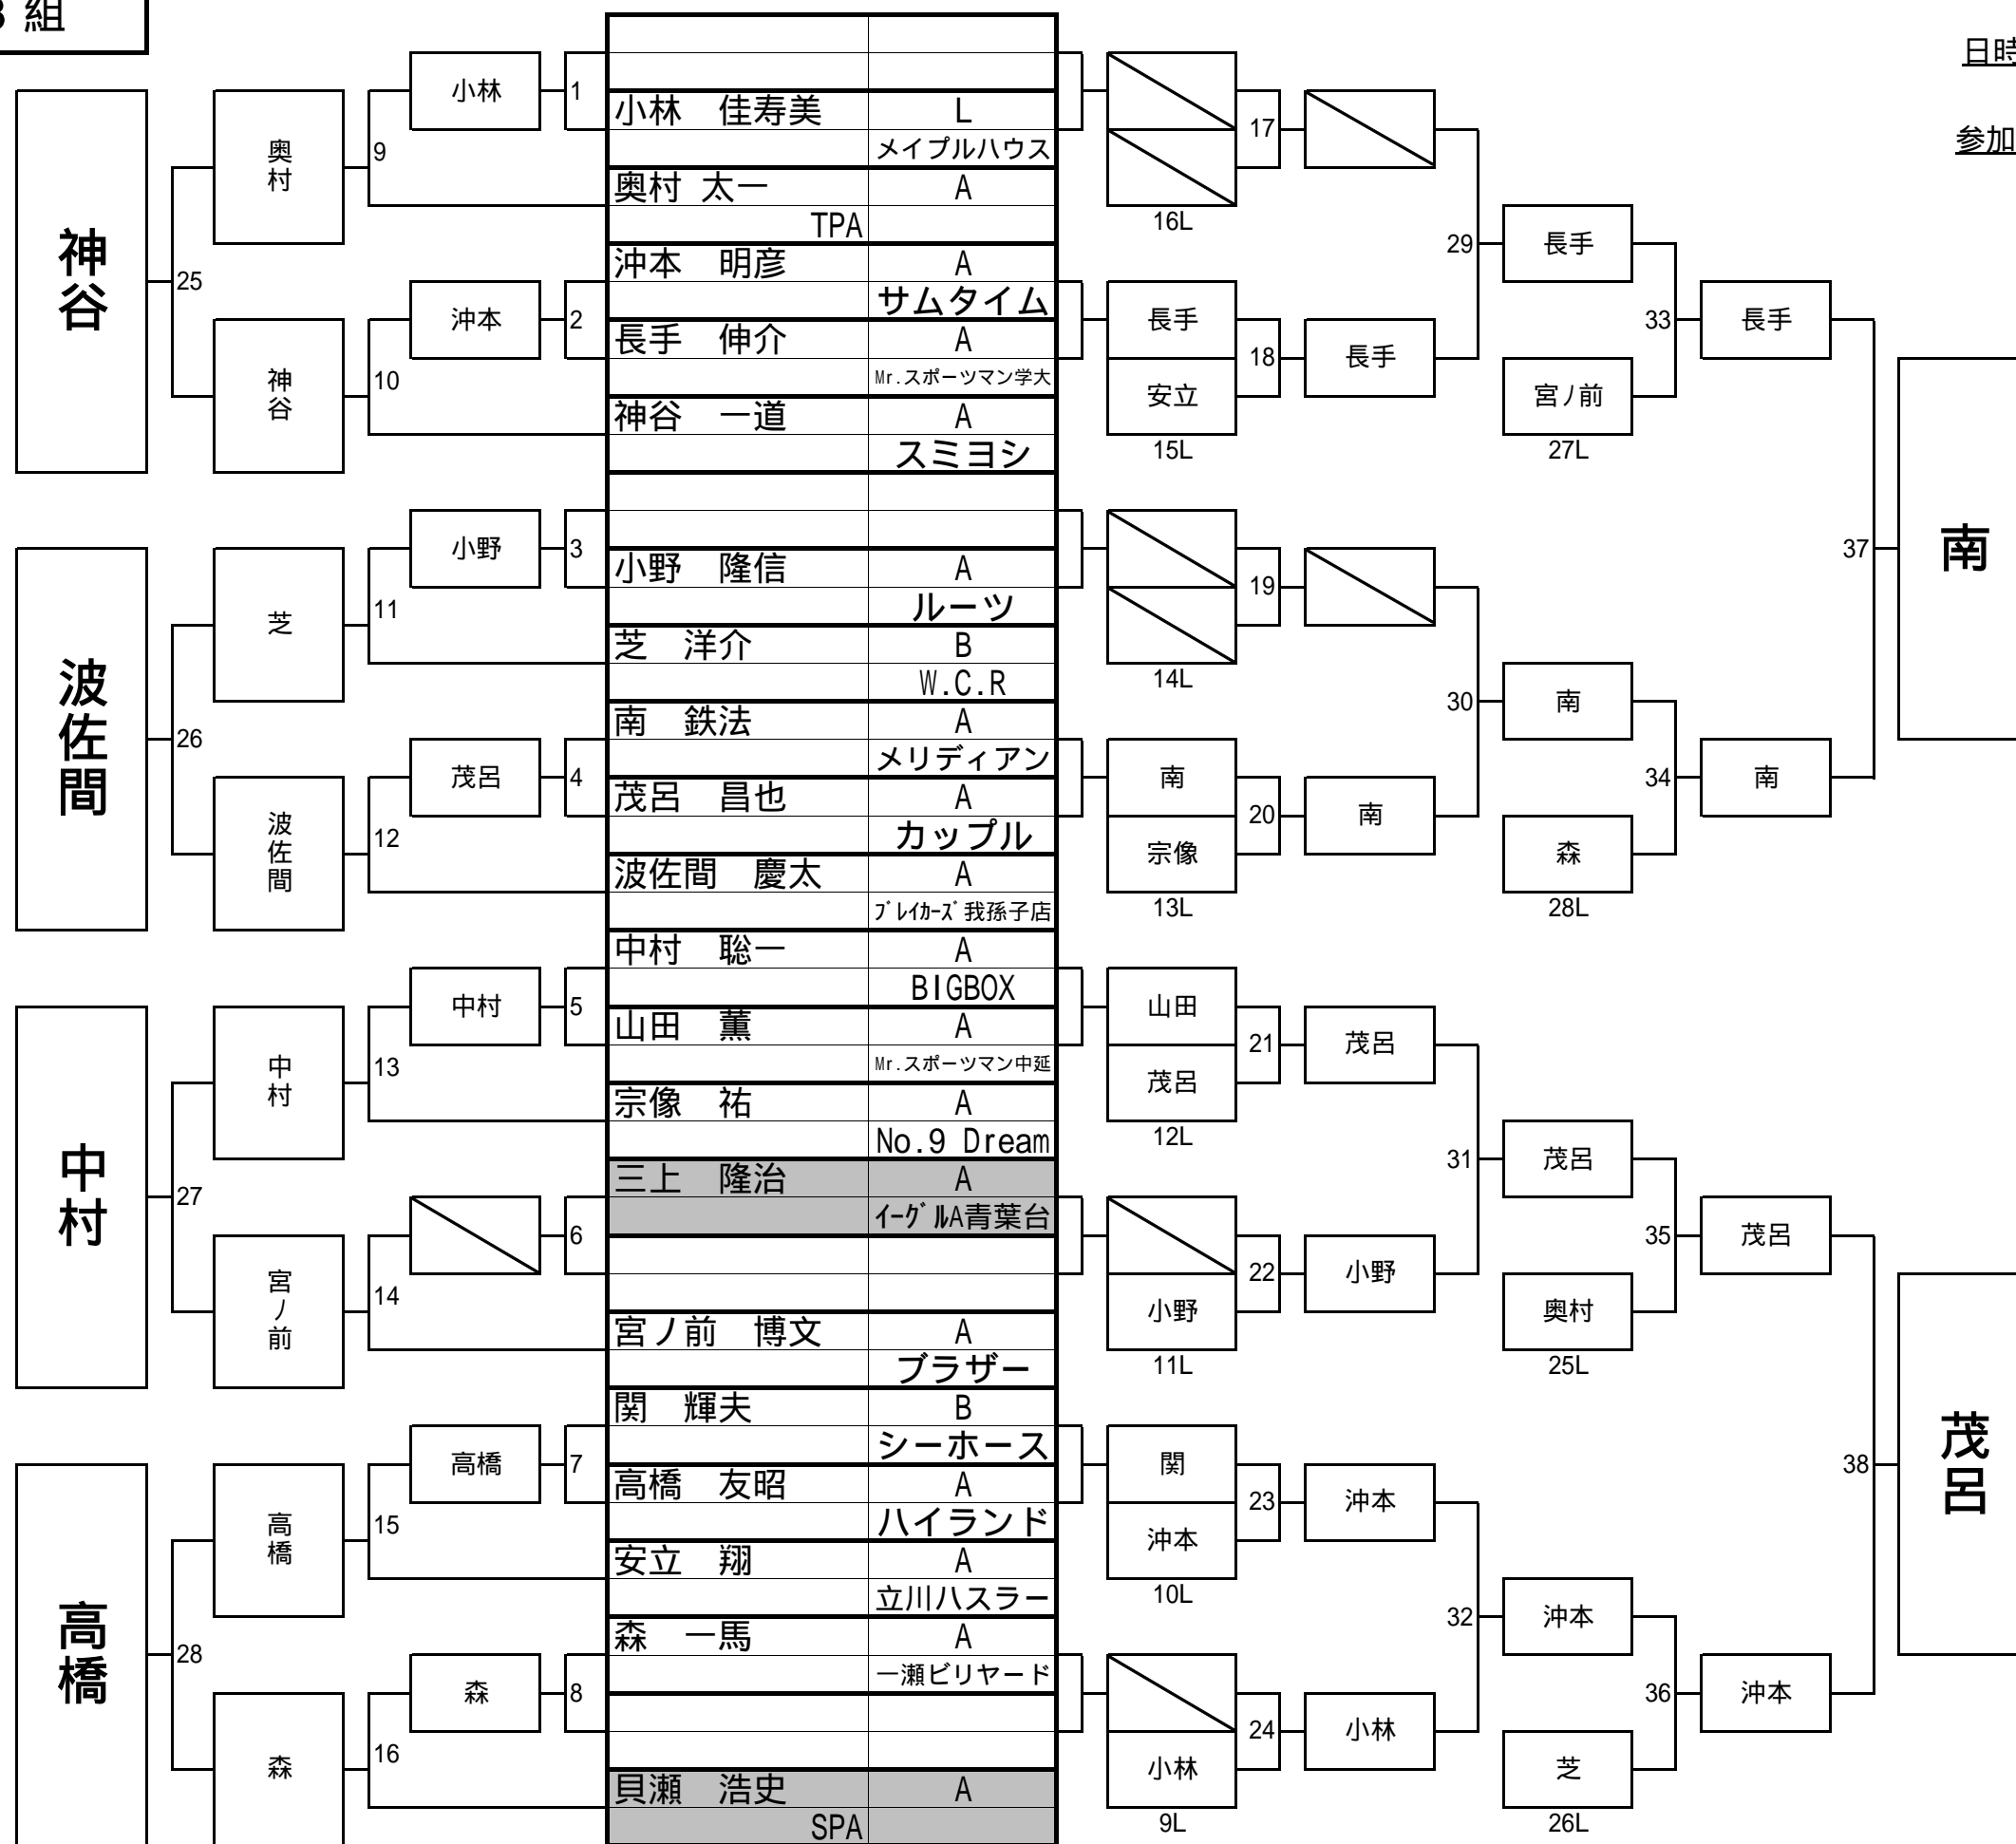 組
日時
参加
神谷
25
奥村
9
小林
1
神谷
10
沖本
2
波佐間
26
芝
11
小野
3
波佐間
12
茂呂
4
中村
27
中村
13
中村
5
宮ノ前
14
6
高橋
28
高橋
15
高橋
7
森
16
森
8
小林 佳寿美 L
メイプルハウス
奥村 太一 A
TPA
沖本 明彦 A
サムタイム
長手 伸介 A
Mr.スポーツマン学大
神谷 一道 A
スミヨシ
小野 隆信 A
ルーツ
芝 洋介 B
W.C.R
南 鉄法 A
メリディアン
茂呂 昌也 A
カップル
波佐間 慶太 A
ブレイカーズ我孫子店
中村 聡一 A
BIGBOX
山田 薫 A
Mr.スポーツマン中延
宗像 祐 A
No.9 Dream
三上 隆治 A
イーグルA青葉台
宮ノ前 博文 A
ブラザー
関 輝夫 B
シーホース
高橋 友昭 A
ハイランド
安立 翔 A
立川ハスラー
森 一馬 A
一瀬ビリヤード
貝瀬 浩史 A
SPA
16L
17
長手
安立
15L
18
長手
29
長手
宮ノ前
27L
33
長手
14L
19
南
宗像
13L
20
南
30
南
森
28L
34
南
37
南
山田
茂呂
12L
21
茂呂
小野
11L
22
小野
31
茂呂
奥村
25L
35
茂呂
関
沖本
10L
23
沖本
小林
9L
24
小林
32
沖本
芝
26L
36
沖本
38
茂呂